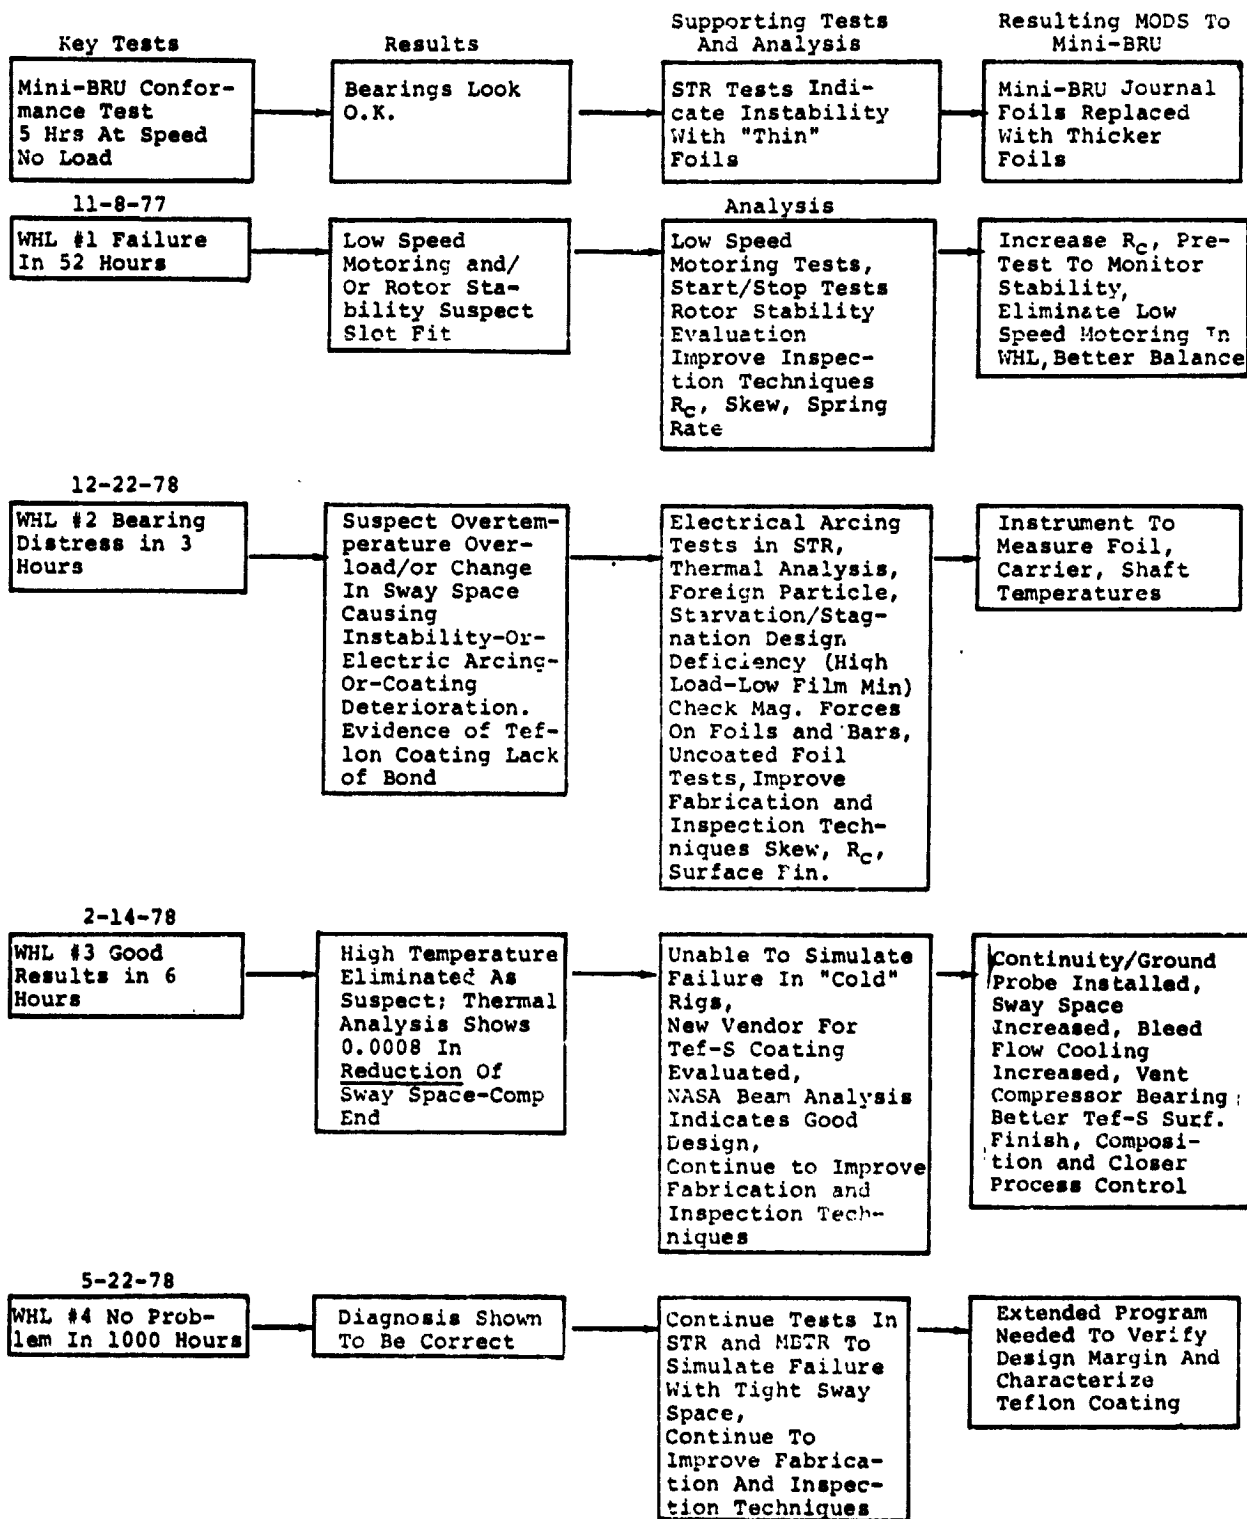 Key Tests
Results
Supporting Tests
And Analysis
Resulting MODS To
Mini-BRU
Mini-BRU Confor-
mance Test
5 Hrs At Speed
No Load
Bearings Look
O.K.
STR Tests Indi-
cate Instability
With "Thin"
Foils
Mini-BRU Journal
Foils Replaced
With Thicker
Foils
11-8-77
WHL #1 Failure
In 52 Hours
Low Speed
Motoring and/
Or Rotor Sta-
bility Suspect
Slot Fit
Analysis
Low Speed
Motoring Tests,
Start/Stop Tests
Rotor Stability
Evaluation
Improve Inspec-
tion Techniques
Rc, Skew, Spring
Rate
Increase Rc, Pre-
Test To Monitor
Stability,
Eliminate Low
Speed Motoring In
WHL, Better Balance
12-22-78
WHL #2 Bearing
Distress in 3
Hours
Suspect Overtem-
perature Over-
load/or Change
In Sway Space
Causing
Instability-Or-
Electric Arcing-
Or-Coating
Deterioration.
Evidence of Tef-
lon Coating Lack
of Bond
Electrical Arcing
Tests in STR,
Thermal Analysis,
Foreign Particle,
Starvation/Stag-
nation Design
Deficiency (High
Load-Low Film Min)
Check Mag. Forces
On Foils and Bars,
Uncoated Foil
Tests, Improve
Fabrication and
Inspection Tech-
niques Skew, Rc,
Surface Fin.
Instrument To
Measure Foil,
Carrier, Shaft
Temperatures
2-14-78
WHL #3 Good
Results in 6
Hours
High Temperature
Eliminated As
Suspect; Thermal
Analysis Shows
0.0008 In
Reduction Of
Sway Space-Comp
End
Unable To Simulate
Failure In "Cold"
Rigs,
New Vendor For
Tef-S Coating
Evaluated,
NASA Beam Analysis
Indicates Good
Design,
Continue to Improve
Fabrication and
Inspection Tech-
niques
Continuity/Ground
Probe Installed,
Sway Space
Increased, Bleed
Flow Cooling
Increased, Vent
Compressor Bearing;
Better Tef-S Surf.
Finish, Composi-
tion and Closer
Process Control
5-22-78
WHL #4 No Prob-
lem In 1000 Hours
Diagnosis Shown
To Be Correct
Continue Tests In
STR and MBTR To
Simulate Failure
With Tight Sway
Space,
Continue To
Improve Fabrica-
tion And Inspec-
tion Techniques
Extended Program
Needed To Verify
Design Margin And
Characterize
Teflon Coating